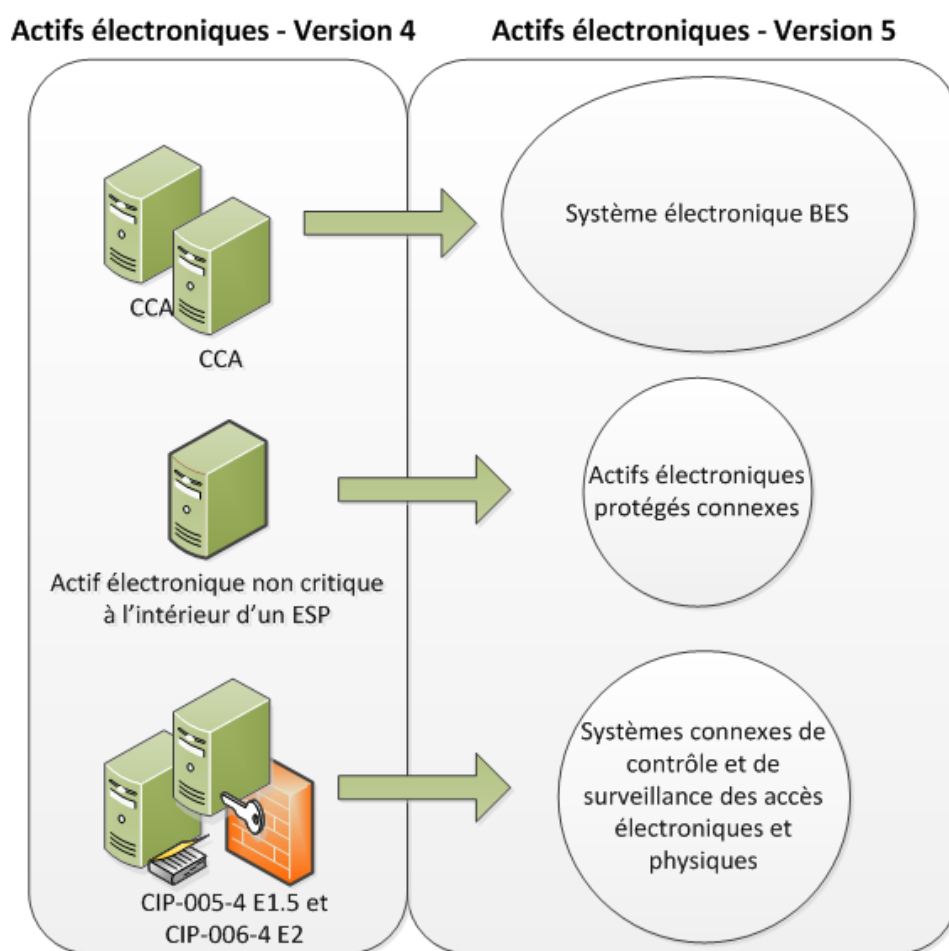 Actifs électroniques - Version 4
Actifs électroniques - Version 5
CCA
CCA
Système électronique BES
Actif électronique non critique
à l'intérieur d'un ESP
Actifs électroniques
protégés connexes
CIP-005-4 E1.5 et
CIP-006-4 E2
Systèmes connexes de
contrôle et de
surveillance des accès
électroniques et
physiques